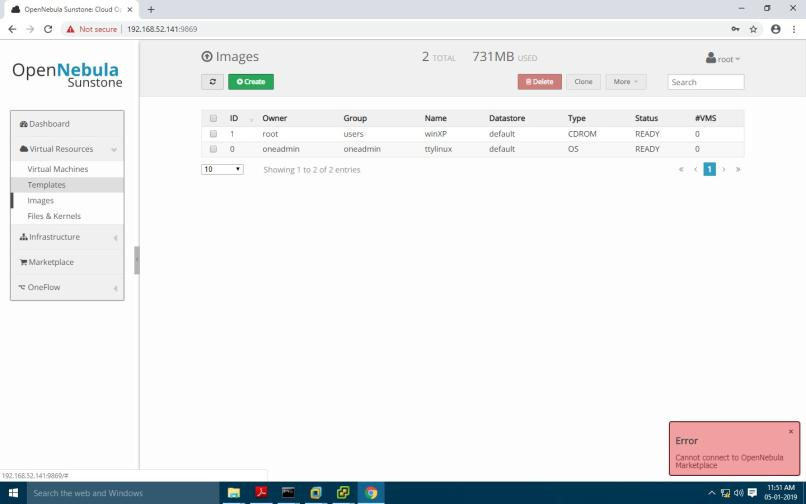 OpenNebula Sunstone: Cloud Op
Not secure | 192.168.52.141:9869
OpenNebula
Sunstone
Images
2 TOTAL 731MB USED
root
Create
Delete
Clone
More
Search
Dashboard
Virtual Resources
Virtual Machines
Templates
Images
Files & Kernels
Infrastructure
Marketplace
OneFlow
ID Owner Group Name Datastore Type Status #VMS
1 root users winXP default CDROM READY 0
0 oneadmin oneadmin ttylinux default OS READY 0
10 Showing 1 to 2 of 2 entries
« ‹ 1 › »
Error ×
Cannot connect to OpenNebula
Marketplace
192.168.52.141:9869/#
Search the web and Windows
11:51 AM
05-01-2019